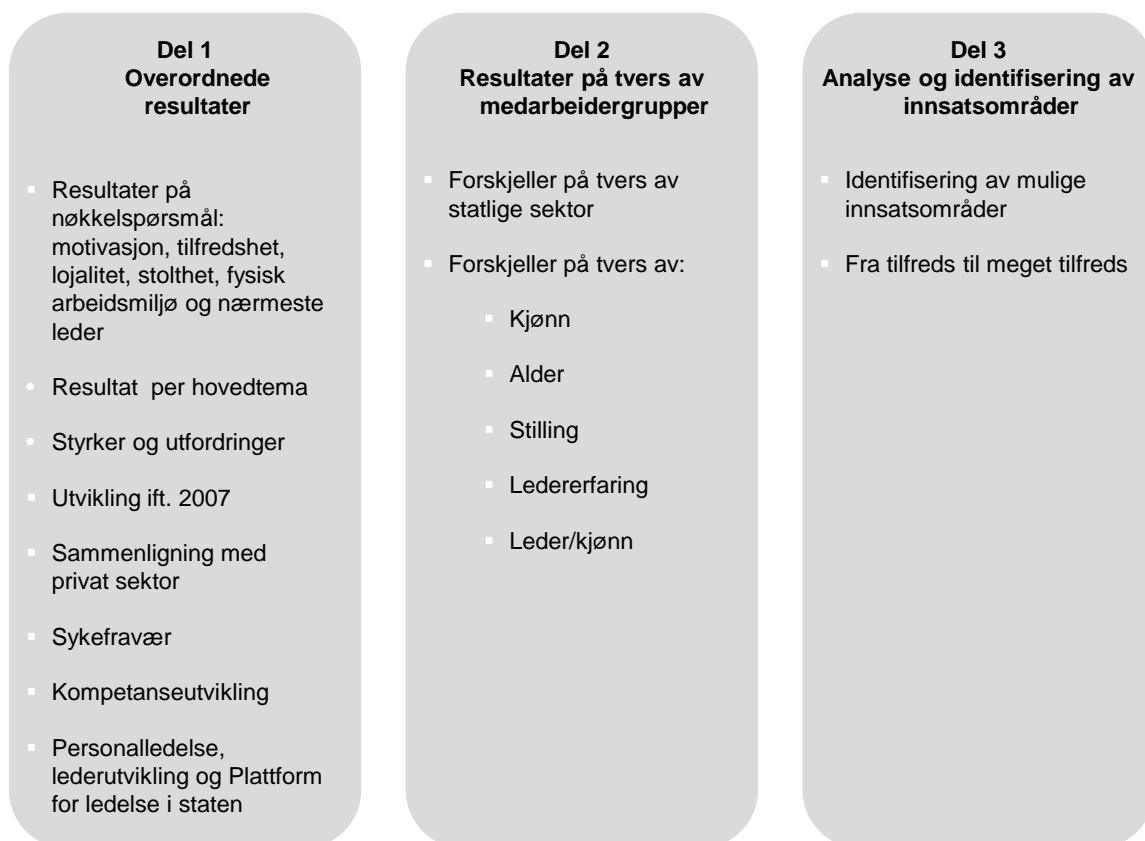 Del 1
Overordnede
resultater
Resultater på
nøkkelspørsmål:
motivasjon, tilfredshet,
lojalitet, stolthet, fysisk
arbeidsmiljø og nærmeste
leder
Resultat  per hovedtema
Styrker og utfordringer
Utvikling ift. 2007
Sammenligning med
privat sektor
Sykefravær
Kompetanseutvikling
Personalledelse,
lederutvikling og Plattform
for ledelse i staten
Del 2
Resultater på tvers av
medarbeidergrupper
Forskjeller på tvers av
statlige sektor
Forskjeller på tvers av:
Kjønn
Alder
Stilling
Ledererfaring
Leder/kjønn
Del 3
Analyse og identifisering av
innsatsområder
Identifisering av mulige
innsatsområder
Fra tilfreds til meget tilfreds